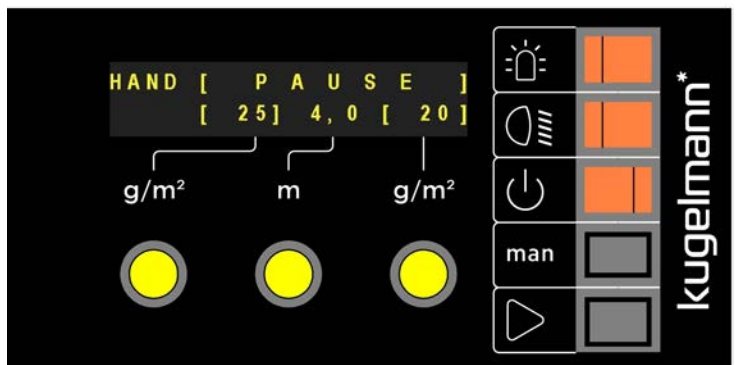 HAND [ P A U S E ]
[ 25] 4,0 [ 20]
g/m² m g/m²
man
kugelmann*